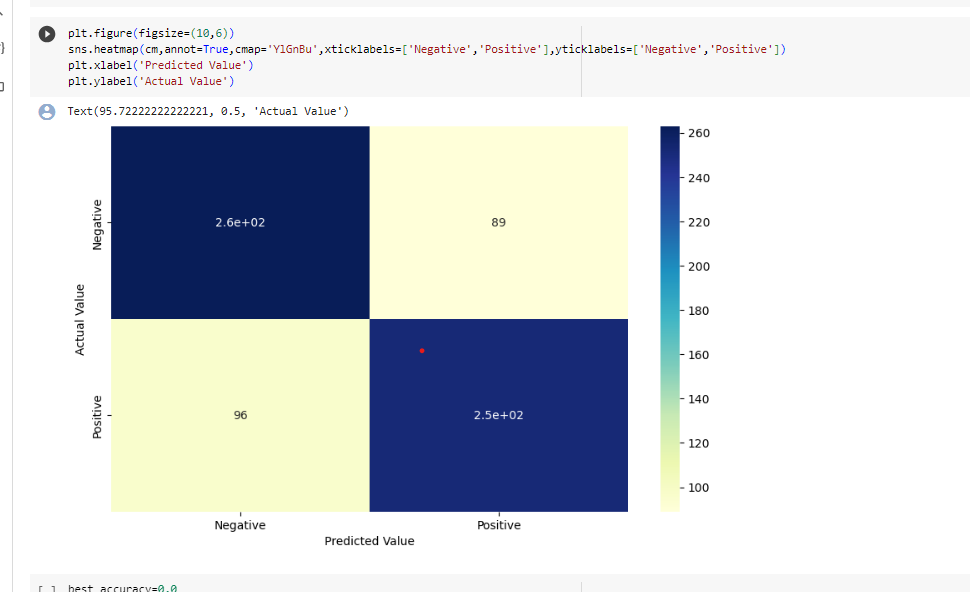 plt.figure(figsize=(10,6))
sns.heatmap(cm,annot=True,cmap='YlGnBu',xticklabels=['Negative','Positive'],yticklabels=['Negative','Positive'])
plt.xlabel('Predicted Value')
plt.ylabel('Actual Value')
Text(95.72222222222221, 0.5, 'Actual Value')
260
240
220
200
180
160
140
120
100
Negative
2.6e+02
89
Actual Value
Positive
96
2.5e+02
Negative
Positive
Predicted Value
[ ] best_accuracy=0.0